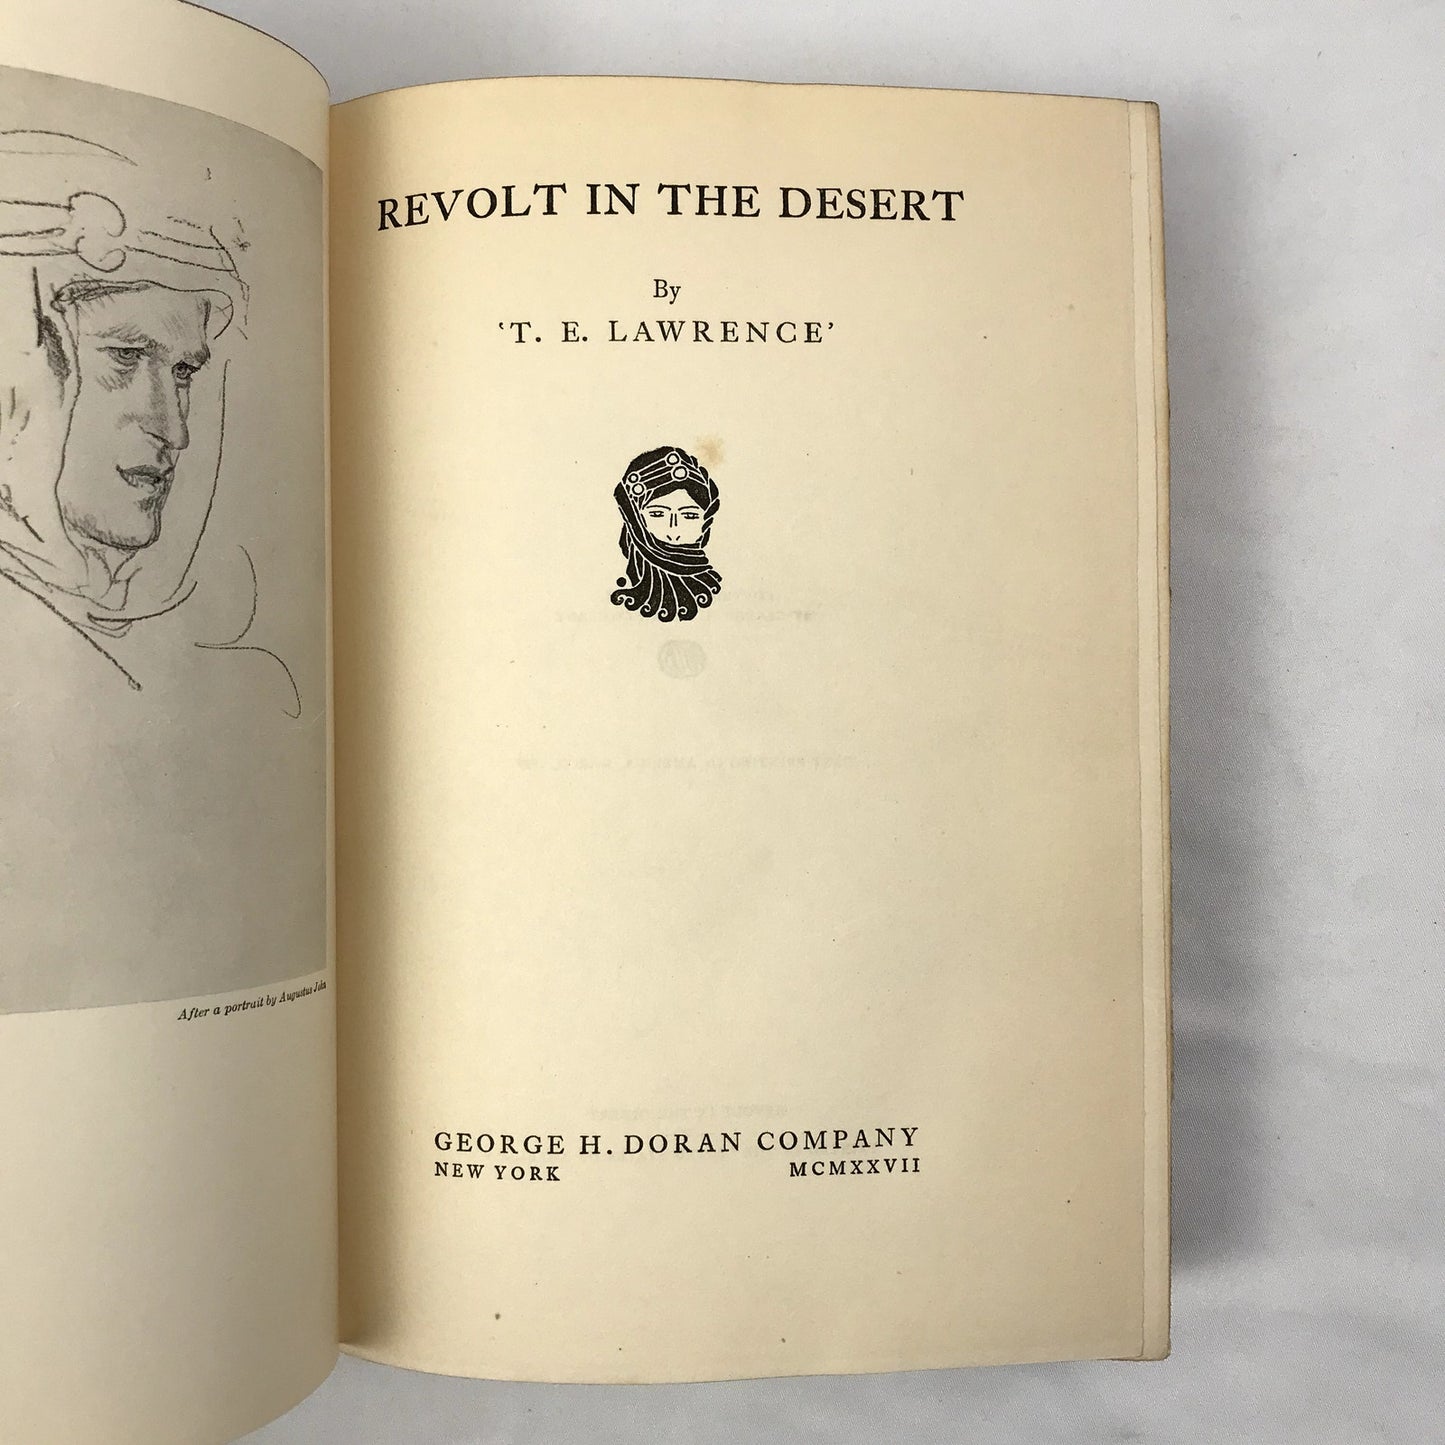 After a portrait by Augustus John
REVOLT IN THE DESERT
By
‘T. E. LAWRENCE’
GEORGE H. DORAN COMPANY
NEW YORK MCMXXVII